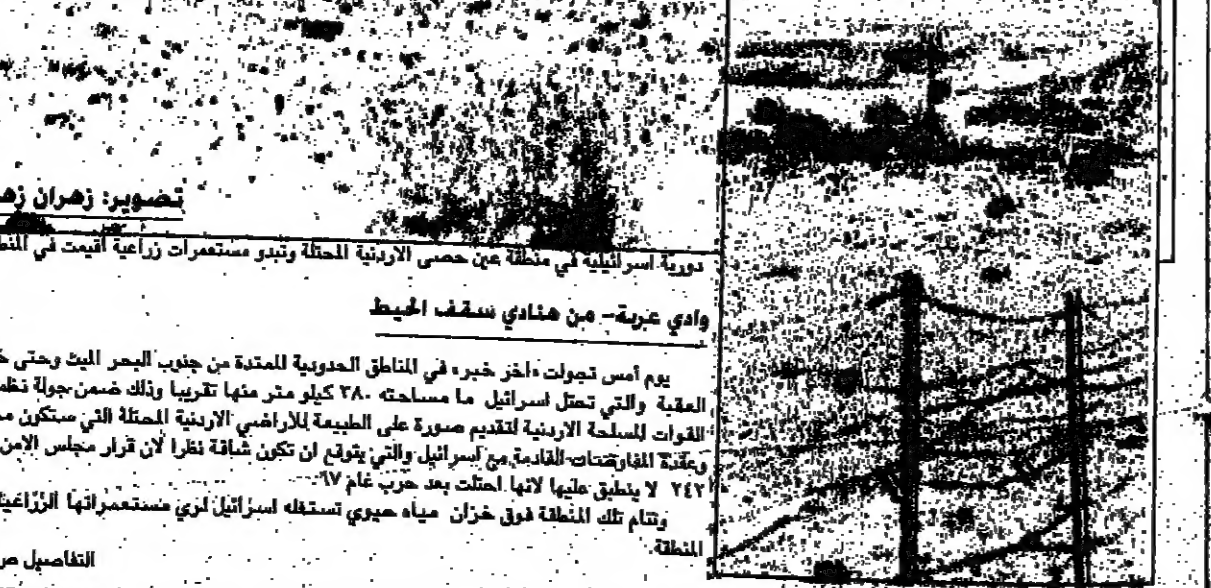 تصوير: زهران
دورية اسرائيلية في منطقة عين حصى الاردنية المحتلة وتبدو مستعمرات زراعية اقيمت في
وادي عربة- من هنادي سقف الحيط
يوم أمس تجولت «آخر خبر» في المناطق الحدودية الممتدة من جنوب البحر الميت وحتى
العقبة والتي تحتل اسرائيل ما مساحته ٣٨٠ كيلو متر منها تقريبا وذلك ضمن جولة
القوات المسلحة الاردنية لتقديم صورة على الطبيعة للاراضي الاردنية المحتلة التي ستكون
وعقدة المفاوضات القادمة مع اسرائيل والتي يتوقع ان تكون شاقة نظرا لأن قرار مجلس الامن
٢٤٢ لا ينطبق عليها لانها احتلت بعد حرب عام ٦٧
وتنام تلك المنطقة فوق خزان مياه حيوي تستغله اسرائيل لري مستعمراتها الزراعية
المنطقة.
التفاصيل ص